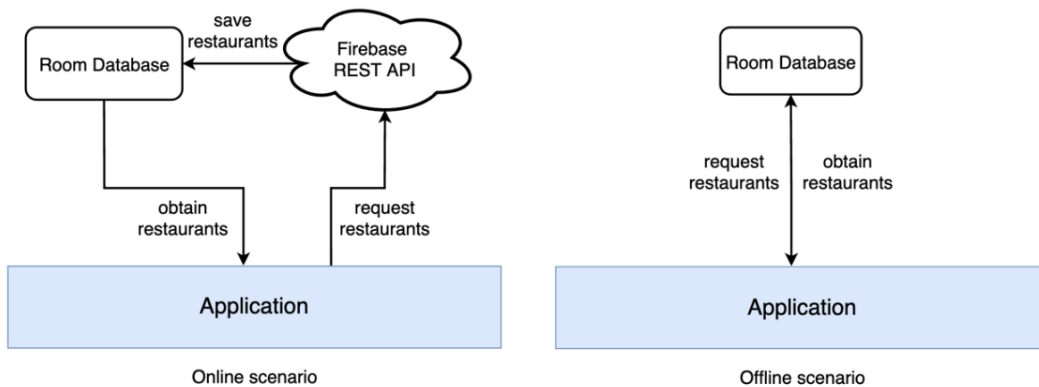 save
restaurants
Room Database
Firebase
REST API
obtain
restaurants
request
restaurants
Application
Online scenario
Room Database
request
restaurants
obtain
restaurants
Application
Offline scenario